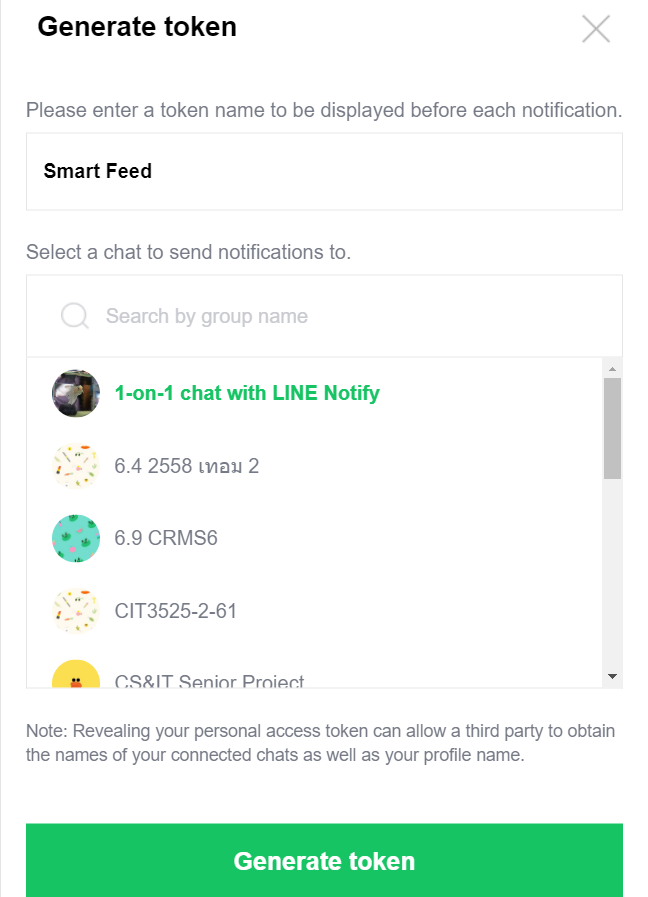 Generate token
Please enter a token name to be displayed before each notification.
Smart Feed
Select a chat to send notifications to.
Search by group name
1-on-1 chat with LINE Notify
6.4 2558 เทอม 2
6.9 CRMS6
CIT3525-2-61
CS&IT Senior Project
Note: Revealing your personal access token can allow a third party to obtain
the names of your connected chats as well as your profile name.
Generate token